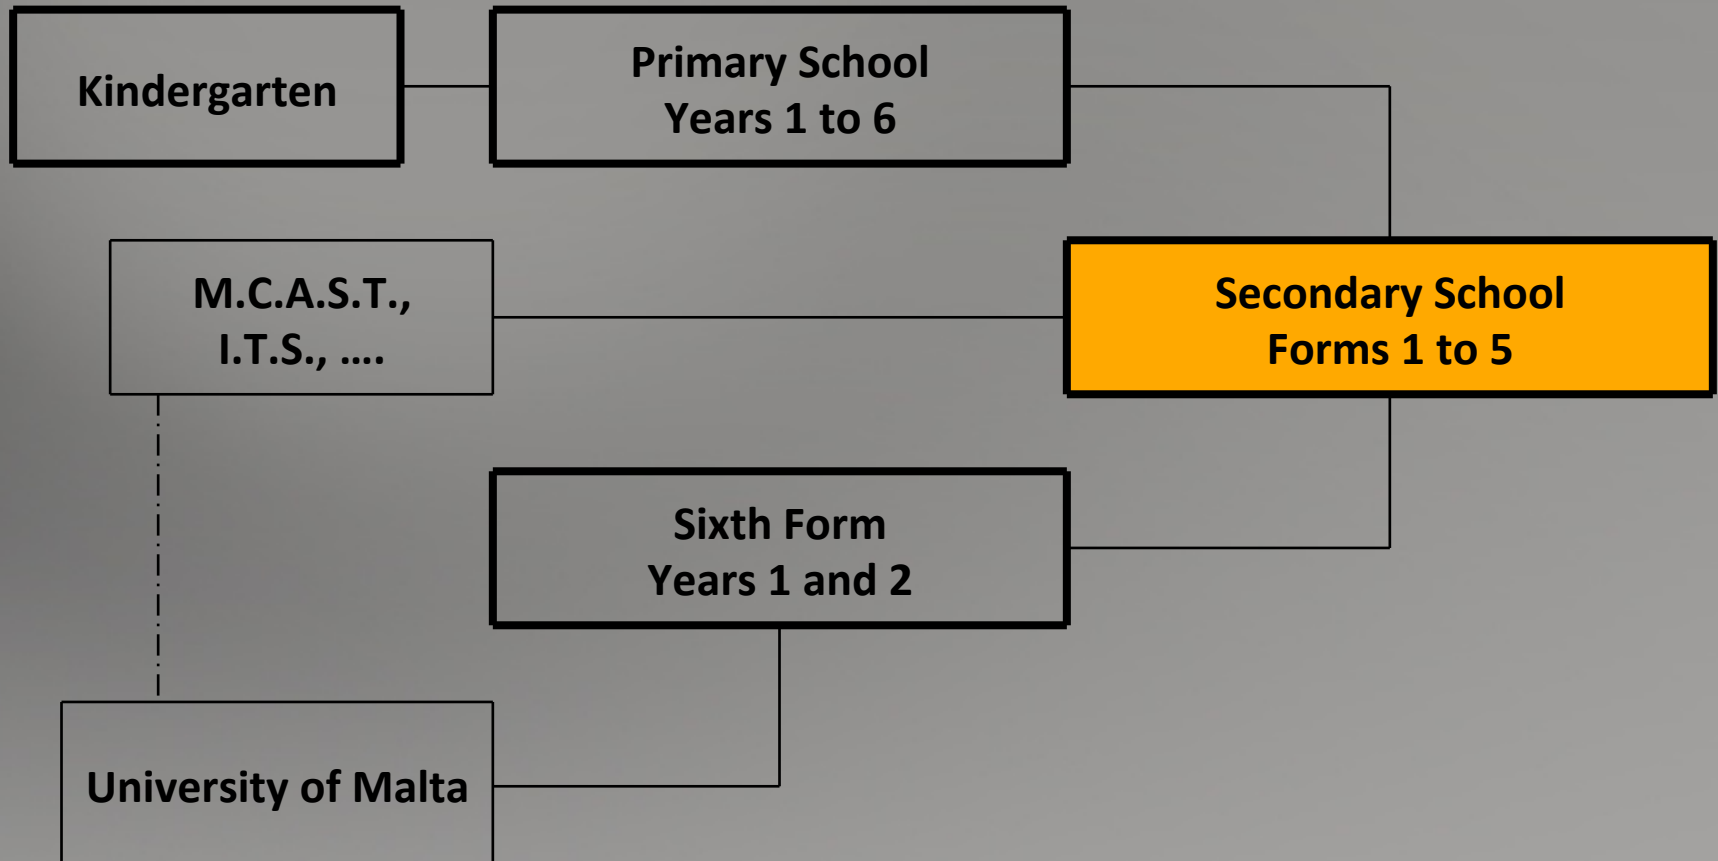 Kindergarten
Primary School
Years 1 to 6
M.C.A.S.T.,
I.T.S., ....
Secondary School
Forms 1 to 5
Sixth Form
Years 1 and 2
University of Malta